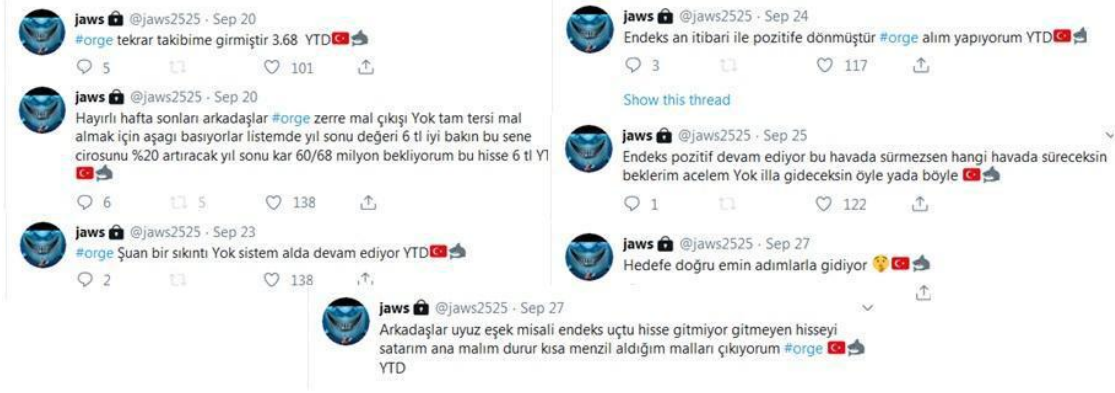 jaws @jaws2525 · Sep 20
#orge tekrar takibime girmiştir 3.68 YTD
5 101
jaws @jaws2525 · Sep 20
Hayırlı hafta sonları arkadaşlar #orge zerre mal çıkışı Yok tam tersi mal
almak için aşagı basıyorlar listemde yıl sonu değeri 6 tl iyi bakın bu sene
cirosunu %20 artıracak yıl sonu kar 60/68 milyon bekliyorum bu hisse 6 tl YT
6 5 138
jaws @jaws2525 · Sep 23
#orge Şuan bir sıkıntı Yok sistem alda devam ediyor YTD
2 138
jaws @jaws2525 · Sep 24
Endeks an itibari ile pozitife dönmüştür #orge alım yapıyorum YTD
3 117
Show this thread
jaws @jaws2525 · Sep 25
Endeks pozitif devam ediyor bu havada sürmezsen hangi havada süreceksin
beklerim acelem Yok illa gideceksin öyle yada böyle
1 122
jaws @jaws2525 · Sep 27
Hedefe doğru emin adımlarla gidiyor
jaws @jaws2525 · Sep 27
Arkadaşlar uyuz eşek misali endeks uçtu hisse gitmiyor gitmeyen hisseyi
satarım ana malım durur kısa menzil aldığım malları çıkıyorum #orge
YTD